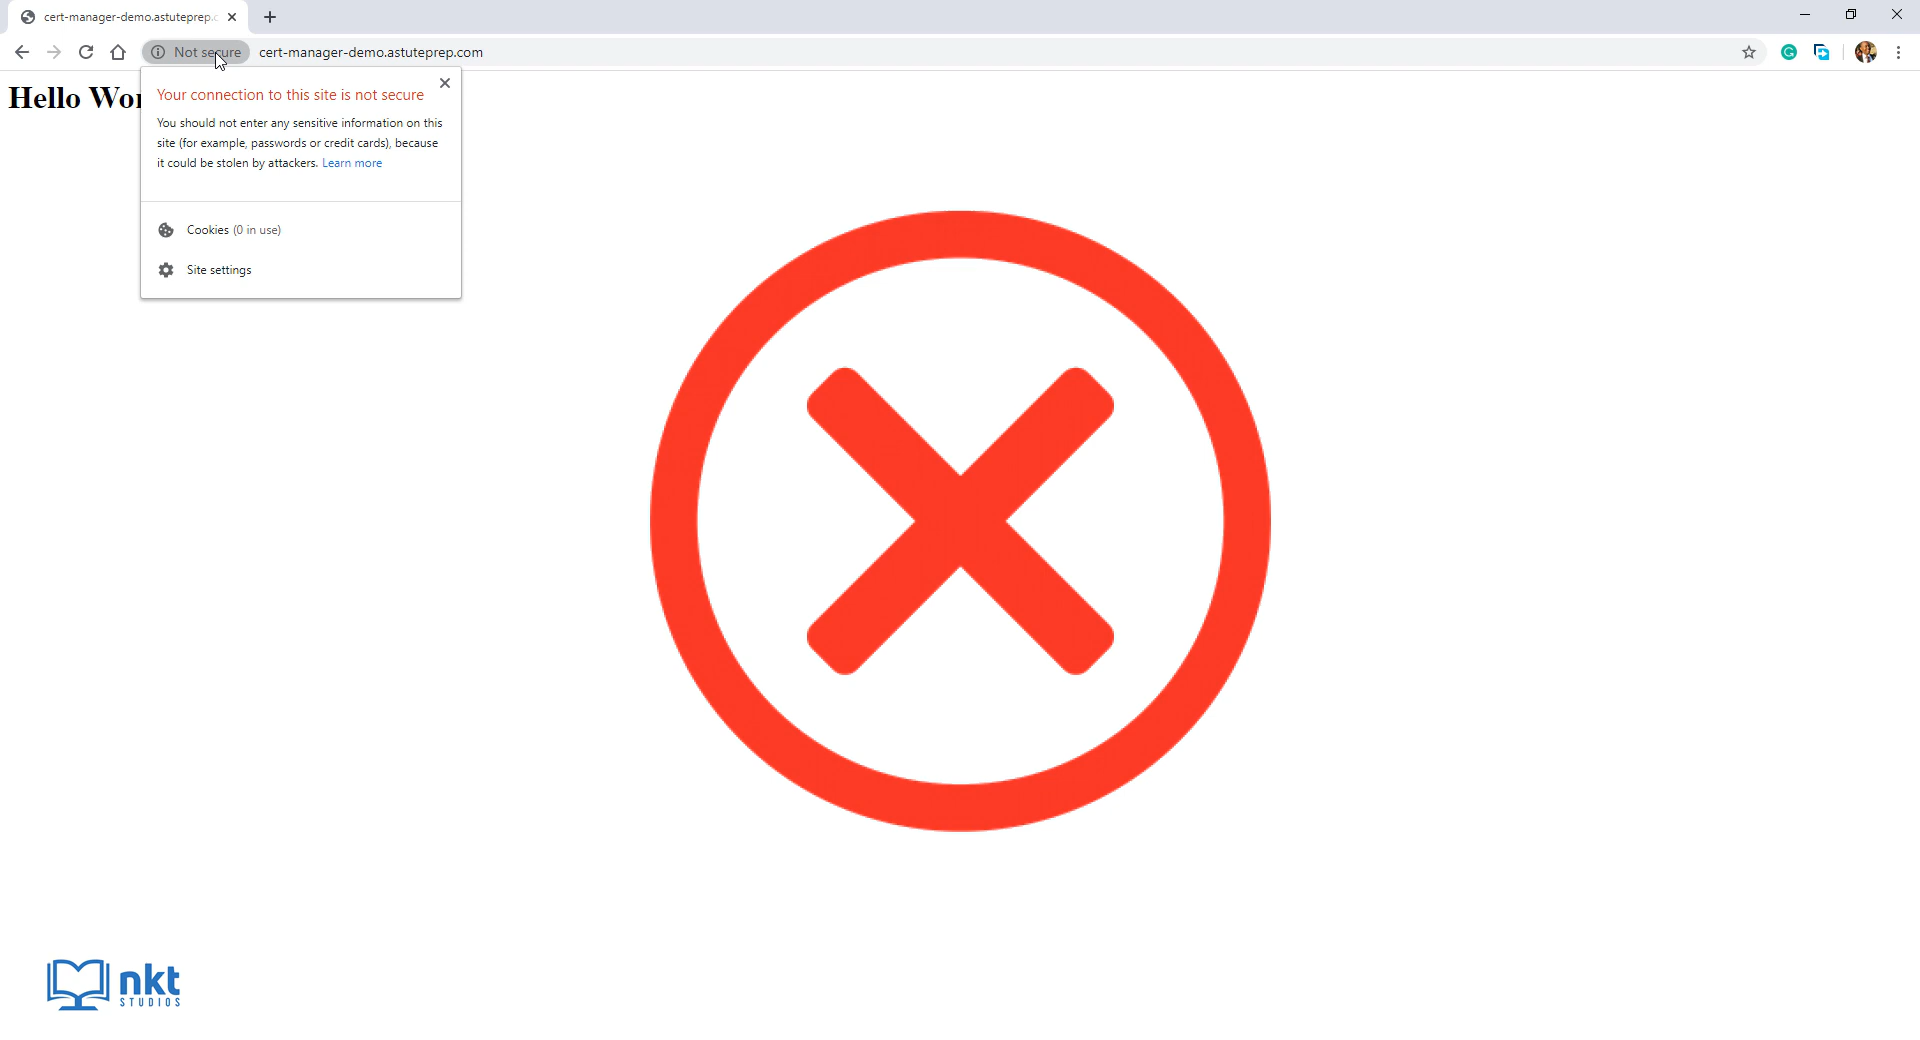 cert-manager-demo.astuteprep.c
Not secure
cert-manager-demo.astuteprep.com
Hello Wor
Your connection to this site is not secure
You should not enter any sensitive information on this
site (for example, passwords or credit cards), because
it could be stolen by attackers. Learn more
Cookies (0 in use)
Site settings
nkt
STUDIOS